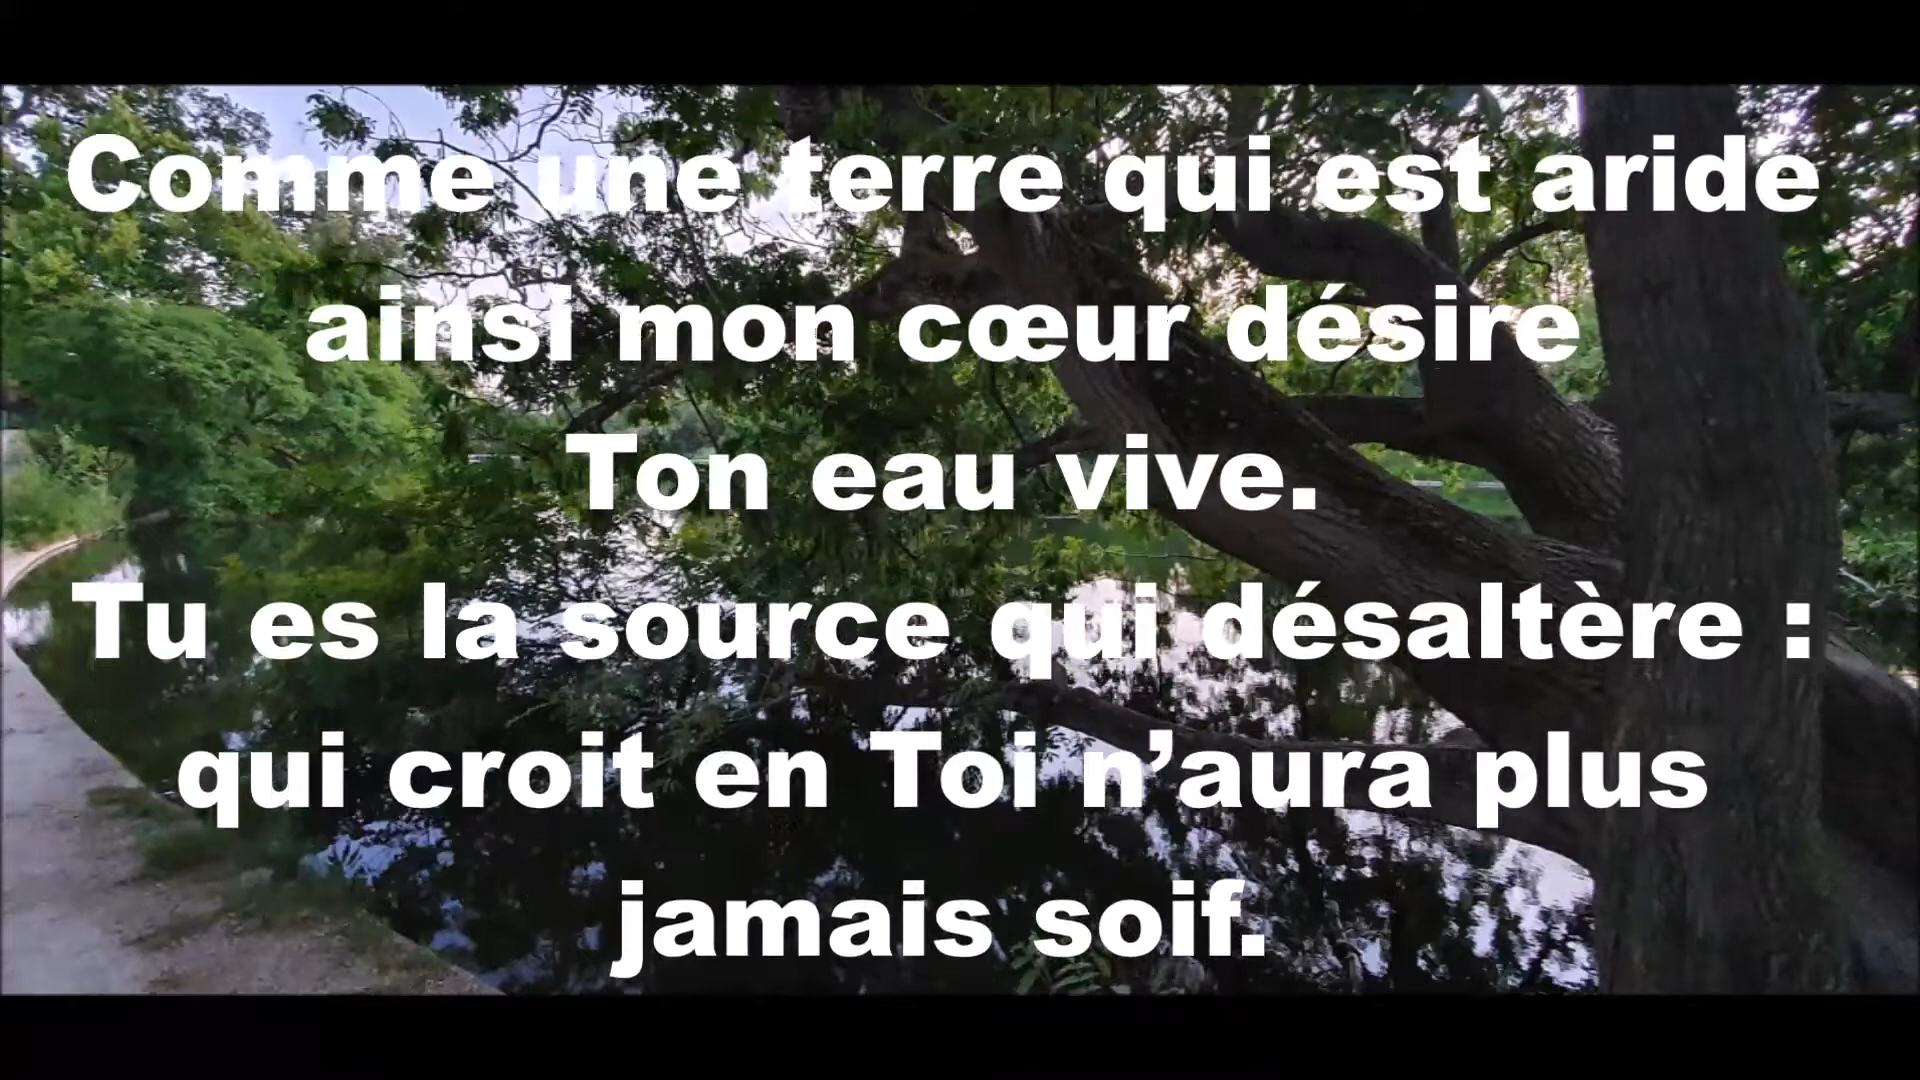 Comme une terre qui est aride
ainsi mon cœur désire
Ton eau vive.
Tu es la source qui désaltère :
qui croit en Toi n’aura plus
jamais soif.